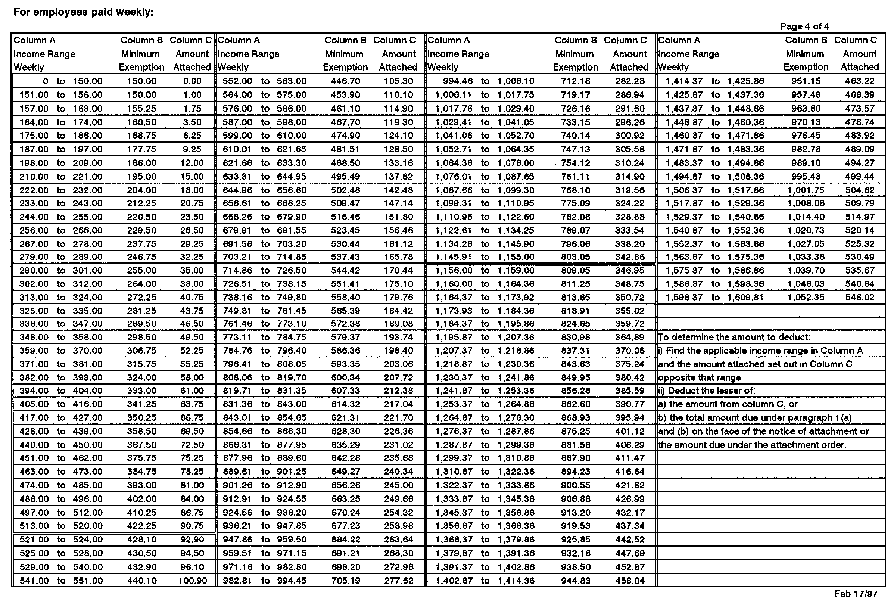 For employees paid weekly:
Page 4 of 4
Column A Column B Column C Column A Column B Column C Column A Column B Column C Column A Column B Column C
Income Range Minimum Amount Income Range Minimum Amount Income Range Minimum Amount Income Range Minimum Amount
Weekly Exemption Attached Weekly Exemption Attached Weekly Exemption Attached Weekly Exemption Attached
0 to 150.00 150.00 0.00 552.00 to 563.00 446.70 105.30 994.46 to 1,006.10 712.18 282.28 1,414.37 to 1,425.86 951.15 463.22
151.00 to 156.00 150.00 1.00 564.00 to 575.00 453.90 110.10 1,006.11 to 1,017.75 719.17 286.94 1,425.87 to 1,437.36 957.48 468.39
157.00 to 163.00 155.25 1.75 576.00 to 586.00 461.10 114.90 1,017.76 to 1,029.40 726.16 291.60 1,437.37 to 1,448.86 963.80 473.57
164.00 to 174.00 160.50 3.50 587.00 to 598.00 467.70 119.30 1,029.41 to 1,041.05 733.15 296.26 1,448.87 to 1,460.36 970.13 478.74
175.00 to 186.00 168.75 6.25 599.00 to 610.00 474.90 124.10 1,041.06 to 1,052.70 740.14 300.92 1,460.37 to 1,471.86 976.45 483.92
187.00 to 197.00 177.75 9.25 610.01 to 621.65 481.51 128.50 1,052.71 to 1,064.35 747.13 305.58 1,471.87 to 1,483.36 982.78 489.09
198.00 to 209.00 186.00 12.00 621.66 to 633.30 488.50 133.16 1,064.36 to 1,076.00 754.12 310.24 1,483.37 to 1,494.86 989.10 494.27
210.00 to 221.00 195.00 15.00 633.31 to 644.95 495.49 137.82 1,076.01 to 1,087.65 761.11 314.90 1,494.87 to 1,506.36 995.43 499.44
222.00 to 232.00 204.00 18.00 644.96 to 656.60 502.48 142.48 1,087.66 to 1,099.30 768.10 319.56 1,506.37 to 1,517.86 1,001.75 504.62
233.00 to 243.00 212.25 20.75 656.61 to 668.25 509.47 147.14 1,099.31 to 1,110.95 775.09 324.22 1,517.87 to 1,529.36 1,008.08 509.79
244.00 to 255.00 220.50 23.50 668.26 to 679.90 516.46 151.80 1,110.96 to 1,122.60 782.08 328.88 1,529.37 to 1,540.86 1,014.40 514.97
256.00 to 266.00 229.50 26.50 679.91 to 691.55 523.45 156.46 1,122.61 to 1,134.25 789.07 333.54 1,540.87 to 1,552.36 1,020.73 520.14
267.00 to 278.00 237.75 29.25 691.56 to 703.20 530.44 161.12 1,134.26 to 1,145.90 796.06 338.20 1,552.37 to 1,563.86 1,027.05 525.32
279.00 to 289.00 246.75 32.25 703.21 to 714.85 537.43 165.78 1,145.91 to 1,155.00 803.05 342.86 1,563.87 to 1,575.36 1,033.38 530.49
290.00 to 301.00 255.00 35.00 714.86 to 726.50 544.42 170.44 1,156.00 to 1,159.00 809.05 346.95 1,575.37 to 1,586.86 1,039.70 535.67
302.00 to 312.00 264.00 38.00 726.51 to 738.15 551.41 175.10 1,160.00 to 1,164.36 811.25 348.75 1,586.87 to 1,598.36 1,046.03 540.84
313.00 to 324.00 272.25 40.75 738.16 to 749.80 558.40 179.76 1,164.37 to 1,173.92 813.65 350.72 1,598.37 to 1,609.81 1,052.35 546.02
325.00 to 335.00 281.25 43.75 749.81 to 761.45 565.39 184.42 1,173.93 to 1,184.36 618.91 355.02
336.00 to 347.00 289.50 46.50 761.46 to 773.10 572.38 189.08 1,184.37 to 1,195.86 824.65 359.72
348.00 to 358.00 298.50 49.50 773.11 to 784.75 579.37 193.74 1,195.87 to 1,207.36 830.98 364.89 To determine the amount to deduct:
359.00 to 370.00 306.75 52.25 784.76 to 796.40 586.36 198.40 1,207.37 to 1,218.86 837.31 370.06 i) Find the applicable income range in Column A
371.00 to 381.00 315.75 55.25 796.41 to 808.05 593.35 203.06 1,218.87 to 1,230.36 843.63 375.24 and the amount attached set out in Column C
382.00 to 393.00 324.00 58.00 808.06 to 819.70 600.34 207.72 1,230.37 to 1,241.86 849.95 380.42 opposite that range
394.00 to 404.00 393.00 61.00 819.71 to 831.35 607.33 212.38 1,241.87 to 1,253.36 856.28 385.59 ii) Deduct the lesser of:
405.00 to 416.00 341.25 63.75 831.36 to 843.00 614.32 217.04 1,253.37 to 1,264.86 862.60 390.77 a) the amount from column C, or
417.00 to 427.00 350.25 66.75 843.01 to 854.65 621.31 221.70 1,264.87 to 1,276.30 868.93 395.94 b) the total amount due under paragraph 1(a)
428.00 to 439.00 358.50 69.50 854.66 to 866.30 628.30 226.36 1,276.37 to 1,287.86 875.25 401.12 and (b) on the face of the notice of attachment or
440.00 to 450.00 367.50 72.50 866.31 to 877.95 635.29 231.02 1,287.87 to 1,299.36 881.58 406.29 the amount due under the attachment order.
451.00 to 462.00 375.75 75.25 877.96 to 889.60 642.28 235.68 1,299.37 to 1,310.86 887.90 411.47
463.00 to 473.00 384.75 78.25 889.61 to 901.25 649.27 240.34 1,310.87 to 1,322.36 894.23 416.64
474.00 to 485.00 393.00 81.00 901.26 to 912.90 656.26 245.00 1,322.37 to 1,333.86 900.55 421.82
486.00 to 496.00 402.00 84.00 912.91 to 924.55 663.25 249.66 1,333.87 to 1,345.36 906.88 426.99
497.00 to 512.00 410.25 86.75 924.56 to 936.20 670.24 254.32 1,345.37 to 1,356.86 913.20 432.17
513.00 to 520.00 422.25 90.75 936.21 to 947.85 677.23 258.98 1,356.87 to 1,368.36 919.53 437.34
521.00 to 524.00 428.10 92.90 947.86 to 959.50 684.22 263.64 1,368.37 to 1,379.86 925.85 442.52
525.00 to 528.00 430.50 94.50 959.51 to 971.15 691.21 268.30 1,379.87 to 1,391.36 932.18 447.69
529.00 to 540.00 432.90 96.10 971.16 to 982.80 698.20 272.96 1,391.37 to 1,402.86 938.50 452.87
541.00 to 551.00 440.10 100.90 982.81 to 994.45 705.19 277.62 1,402.87 to 1,414.36 944.83 458.04
Feb 17/97